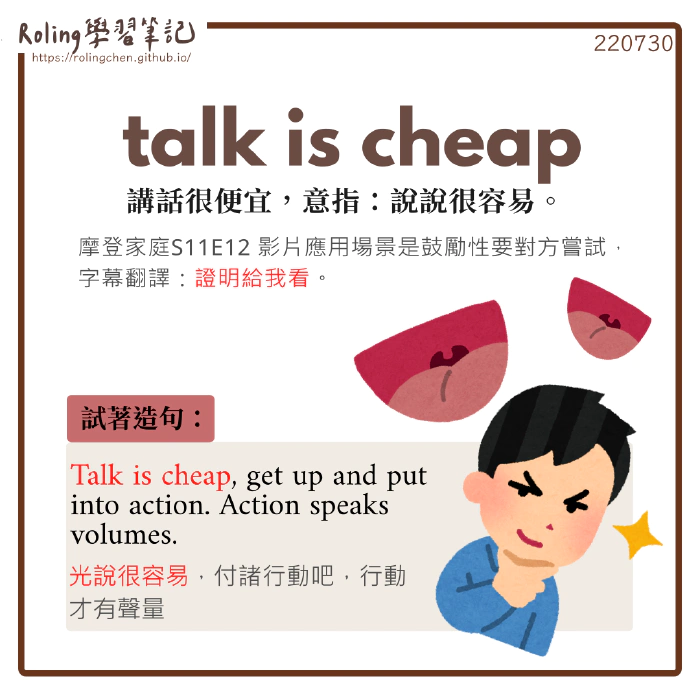 Roling學習筆記
https://rolingchen.github.io/
220730
talk is cheap
講話很便宜，意指：說說很容易。
摩登家庭S11E12 影片應用場景是鼓勵性要對方嘗試，
字幕翻譯：證明給我看。
試著造句：
Talk is cheap, get up and put
into action. Action speaks
volumes.
光說很容易，付諸行動吧，行動
才有聲量